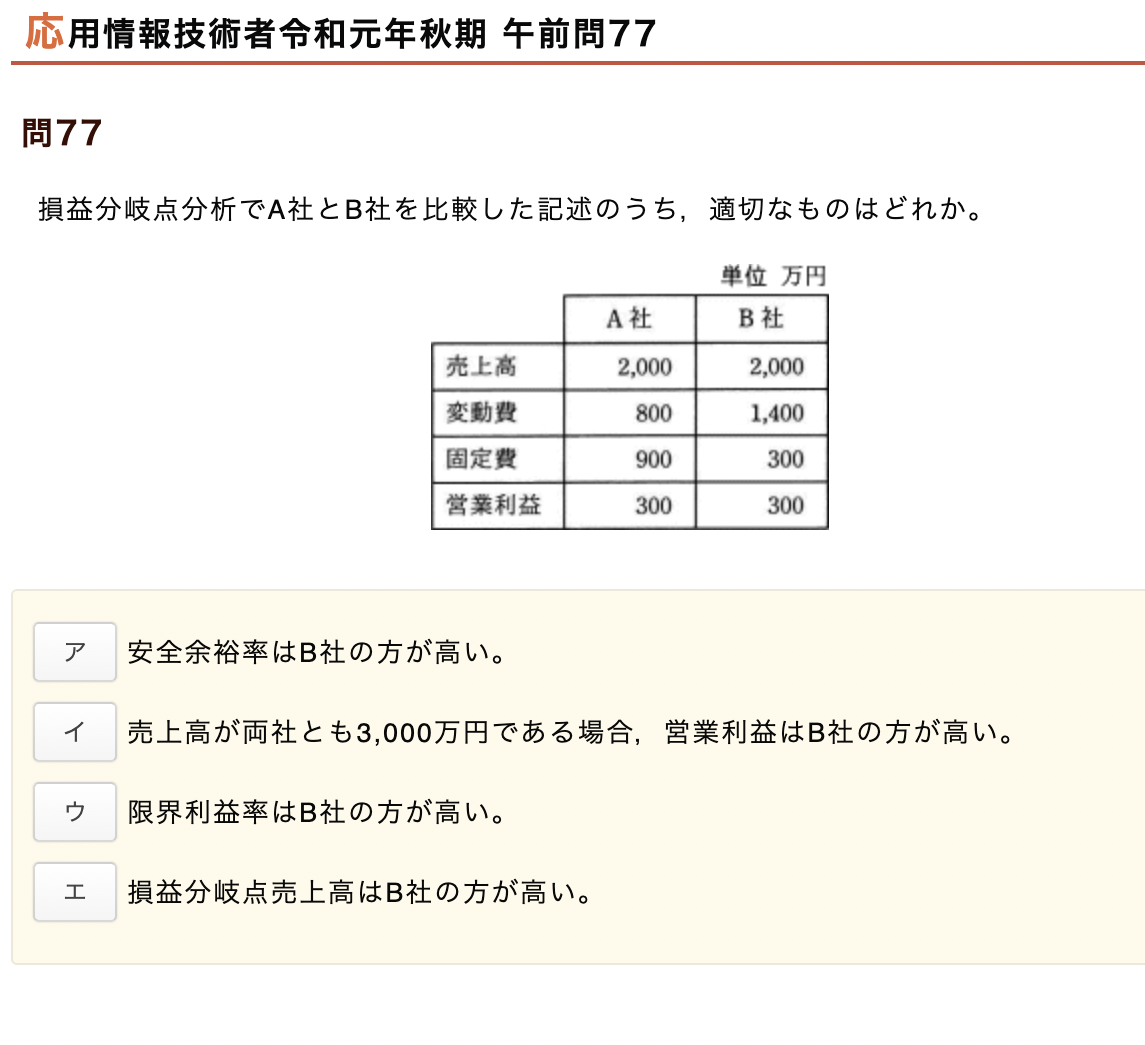 応用情報技術者令和元年秋期 午前問77
問77
損益分岐点分析でA社とB社を比較した記述のうち，適切なものはどれか。
単位 万円
A 社 B 社
売上高 2,000 2,000
変動費 800 1,400
固定費 900 300
営業利益 300 300
ア 安全余裕率はB社の方が高い。
イ 売上高が両社とも3,000万円である場合，営業利益はB社の方が高い。
ウ 限界利益率はB社の方が高い。
エ 損益分岐点売上高はB社の方が高い。